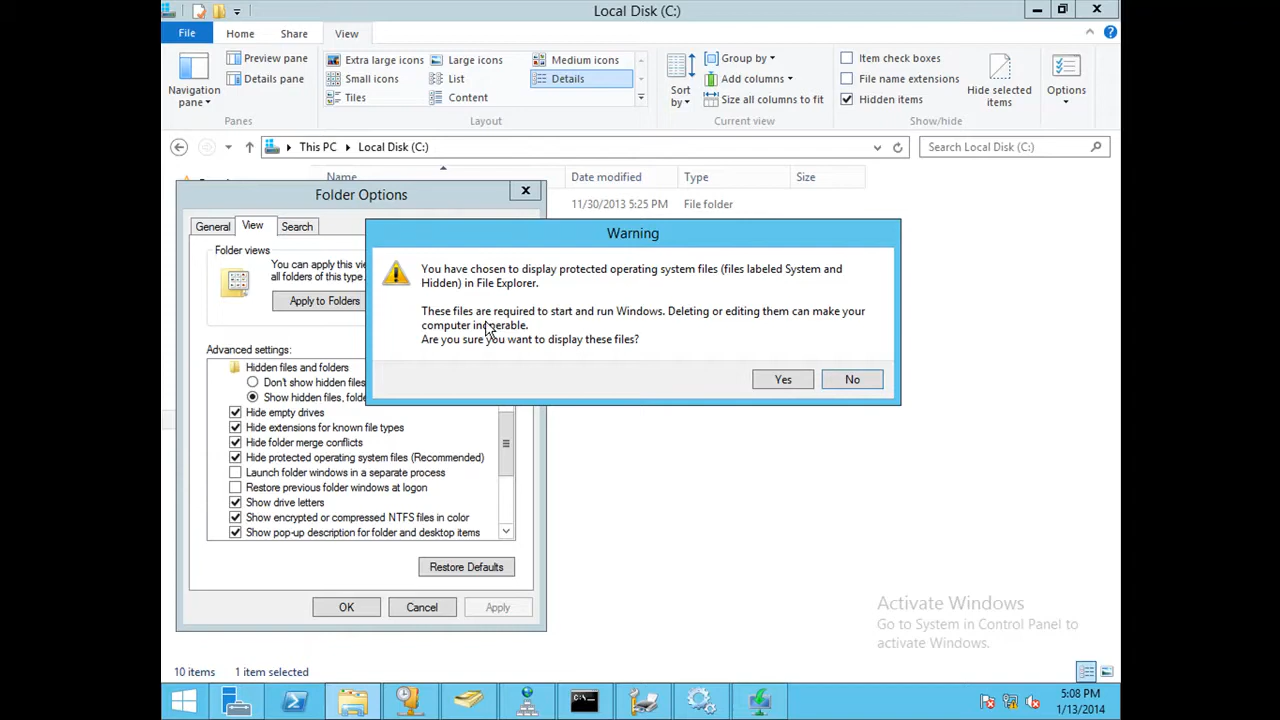 Local Disk (C:)
File
Home
Share
View
Navigation pane
Preview pane
Details pane
Panes
Extra large icons
Large icons
Medium icons
Small icons
List
Details
Tiles
Content
Layout
Sort by
Group by
Add columns
Size all columns to fit
Current view
Item check boxes
File name extensions
Hidden items
Hide selected items
Show/hide
Options
This PC
Local Disk (C:)
Search Local Disk (C:)
Name
Date modified
Type
Size
11/30/2013 5:25 PM
File folder
Folder Options
General
View
Search
Folder views
You can apply this vie
all folders of this type.
Apply to Folders
Advanced settings:
Hidden files and folders
Don't show hidden files
Show hidden files, folde
Hide empty drives
Hide extensions for known file types
Hide folder merge conflicts
Hide protected operating system files (Recommended)
Launch folder windows in a separate process
Restore previous folder windows at logon
Show drive letters
Show encrypted or compressed NTFS files in color
Show pop-up description for folder and desktop items
Restore Defaults
OK
Cancel
Apply
Warning
You have chosen to display protected operating system files (files labeled System and
Hidden) in File Explorer.
These files are required to start and run Windows. Deleting or editing them can make your
computer inoperable.
Are you sure you want to display these files?
Yes
No
Activate Windows
Go to System in Control Panel to
activate Windows.
10 items
1 item selected
5:08 PM
1/13/2014